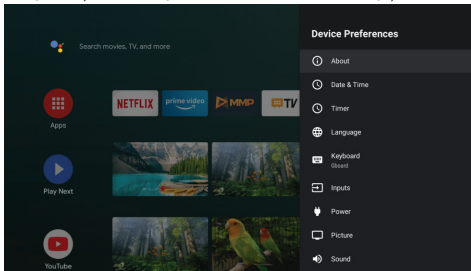 Search movies, TV, and more
Apps
NETFLIX
prime video
MMP
TV
Play Next
YouTube
Device Preferences
About
Date & Time
Timer
Language
Keyboard
Gboard
Inputs
Power
Picture
Sound